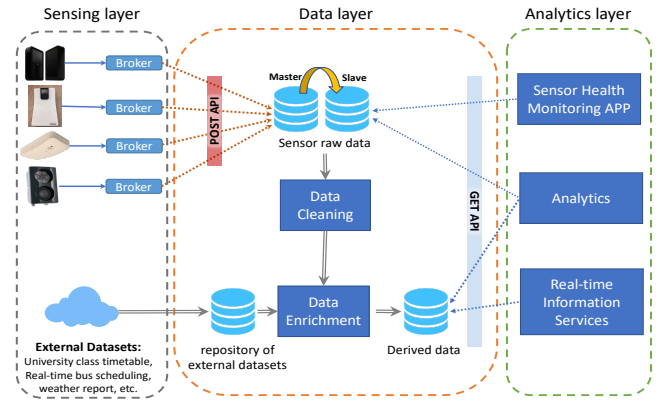 Sensing layer
Data layer
Analytics layer
Broker
Broker
Broker
Broker
POST API
Master
Slave
Sensor raw data
Data
Cleaning
GET API
Sensor Health
Monitoring APP
Analytics
Real-time
Information
Services
External Datasets:
University class timetable,
Real-time bus scheduling,
weather report, etc.
repository of
external datasets
Data
Enrichment
Derived data